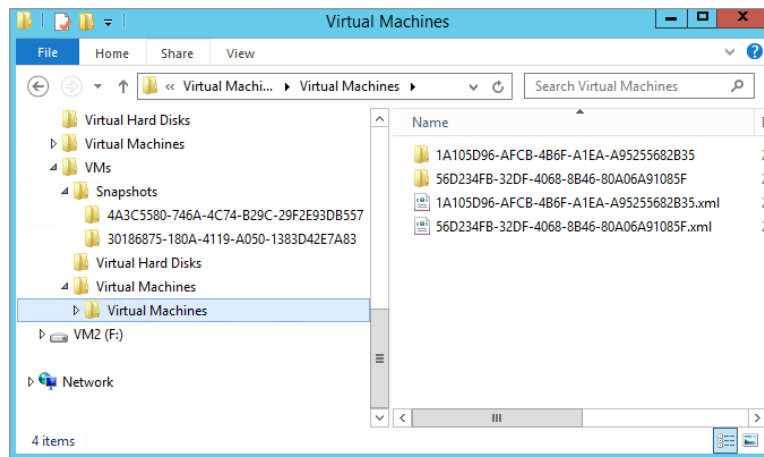 Virtual Machines
File Home Share View
« Virtual Machi... Virtual Machines
Search Virtual Machines
Virtual Hard Disks
Virtual Machines
VMs
Snapshots
4A3C5580-746A-4C74-B29C-29F2E93DB557
30186875-180A-4119-A050-1383D42E7A83
Virtual Hard Disks
Virtual Machines
Virtual Machines
VM2 (F:)
Network
Name
1A105D96-AFCB-4B6F-A1EA-A95255682B35
56D234FB-32DF-4068-8B46-80A06A91085F
1A105D96-AFCB-4B6F-A1EA-A95255682B35.xml
56D234FB-32DF-4068-8B46-80A06A91085F.xml
4 items